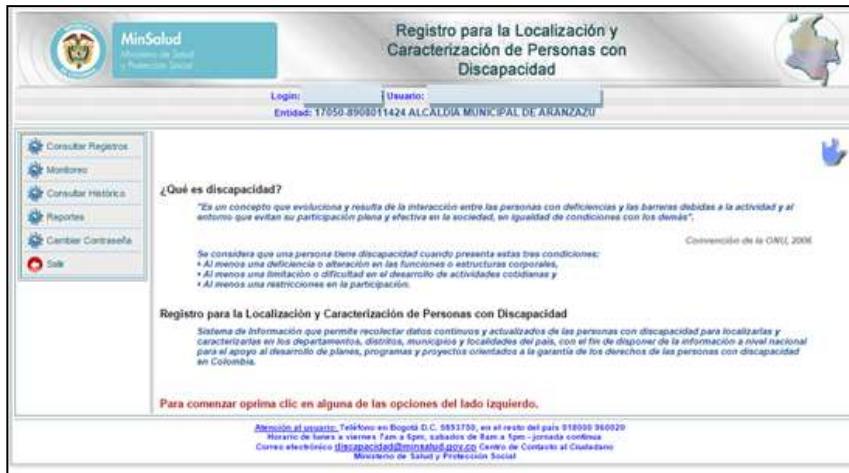 MinSalud
Ministerio de Salud
y Protección Social
Registro para la Localización y
Caracterización de Personas con
Discapacidad
Login:
Usuario:
Entidad: 17050-8908011424 ALCALDIA MUNICIPAL DE ARANZAZU
Consultar Registros
Monitoreo
Consultar Histórico
Reportes
Cambiar Contraseña
Salir
¿Qué es discapacidad?
"Es un concepto que evoluciona y resulta de la interacción entre las personas con deficiencias y las barreras debidas a la actividad y al
entorno que evitan su participación plena y efectiva en la sociedad, en igualdad de condiciones con los demás".
Convención de la ONU, 2006
Se considera que una persona tiene discapacidad cuando presenta estas tres condiciones:
• Al menos una deficiencia o alteración en las funciones o estructuras corporales,
• Al menos una limitación o dificultad en el desarrollo de actividades cotidianas y
• Al menos una restricciones en la participación.
Registro para la Localización y Caracterización de Personas con Discapacidad
Sistema de Información que permite recolectar datos continuos y actualizados de las personas con discapacidad para localizarlas y
caracterizarlas en los departamentos, distritos, municipios y localidades del país, con el fin de disponer de la información a nivel nacional
para el apoyo al desarrollo de planes, programas y proyectos orientados a la garantía de los derechos de las personas con discapacidad
en Colombia.
Para comenzar oprima clic en alguna de las opciones del lado izquierdo.
Atención al usuario: Teléfono en Bogotá D.C. 5893750, en el resto del país 018000 960020
Horario de lunes a viernes 7am a 6pm, sabados de 8am a 1pm - jornada continua
Correo electrónico discapacidad@minsalud.gov.co Centro de Contacto al Ciudadano
Ministerio de Salud y Protección Social